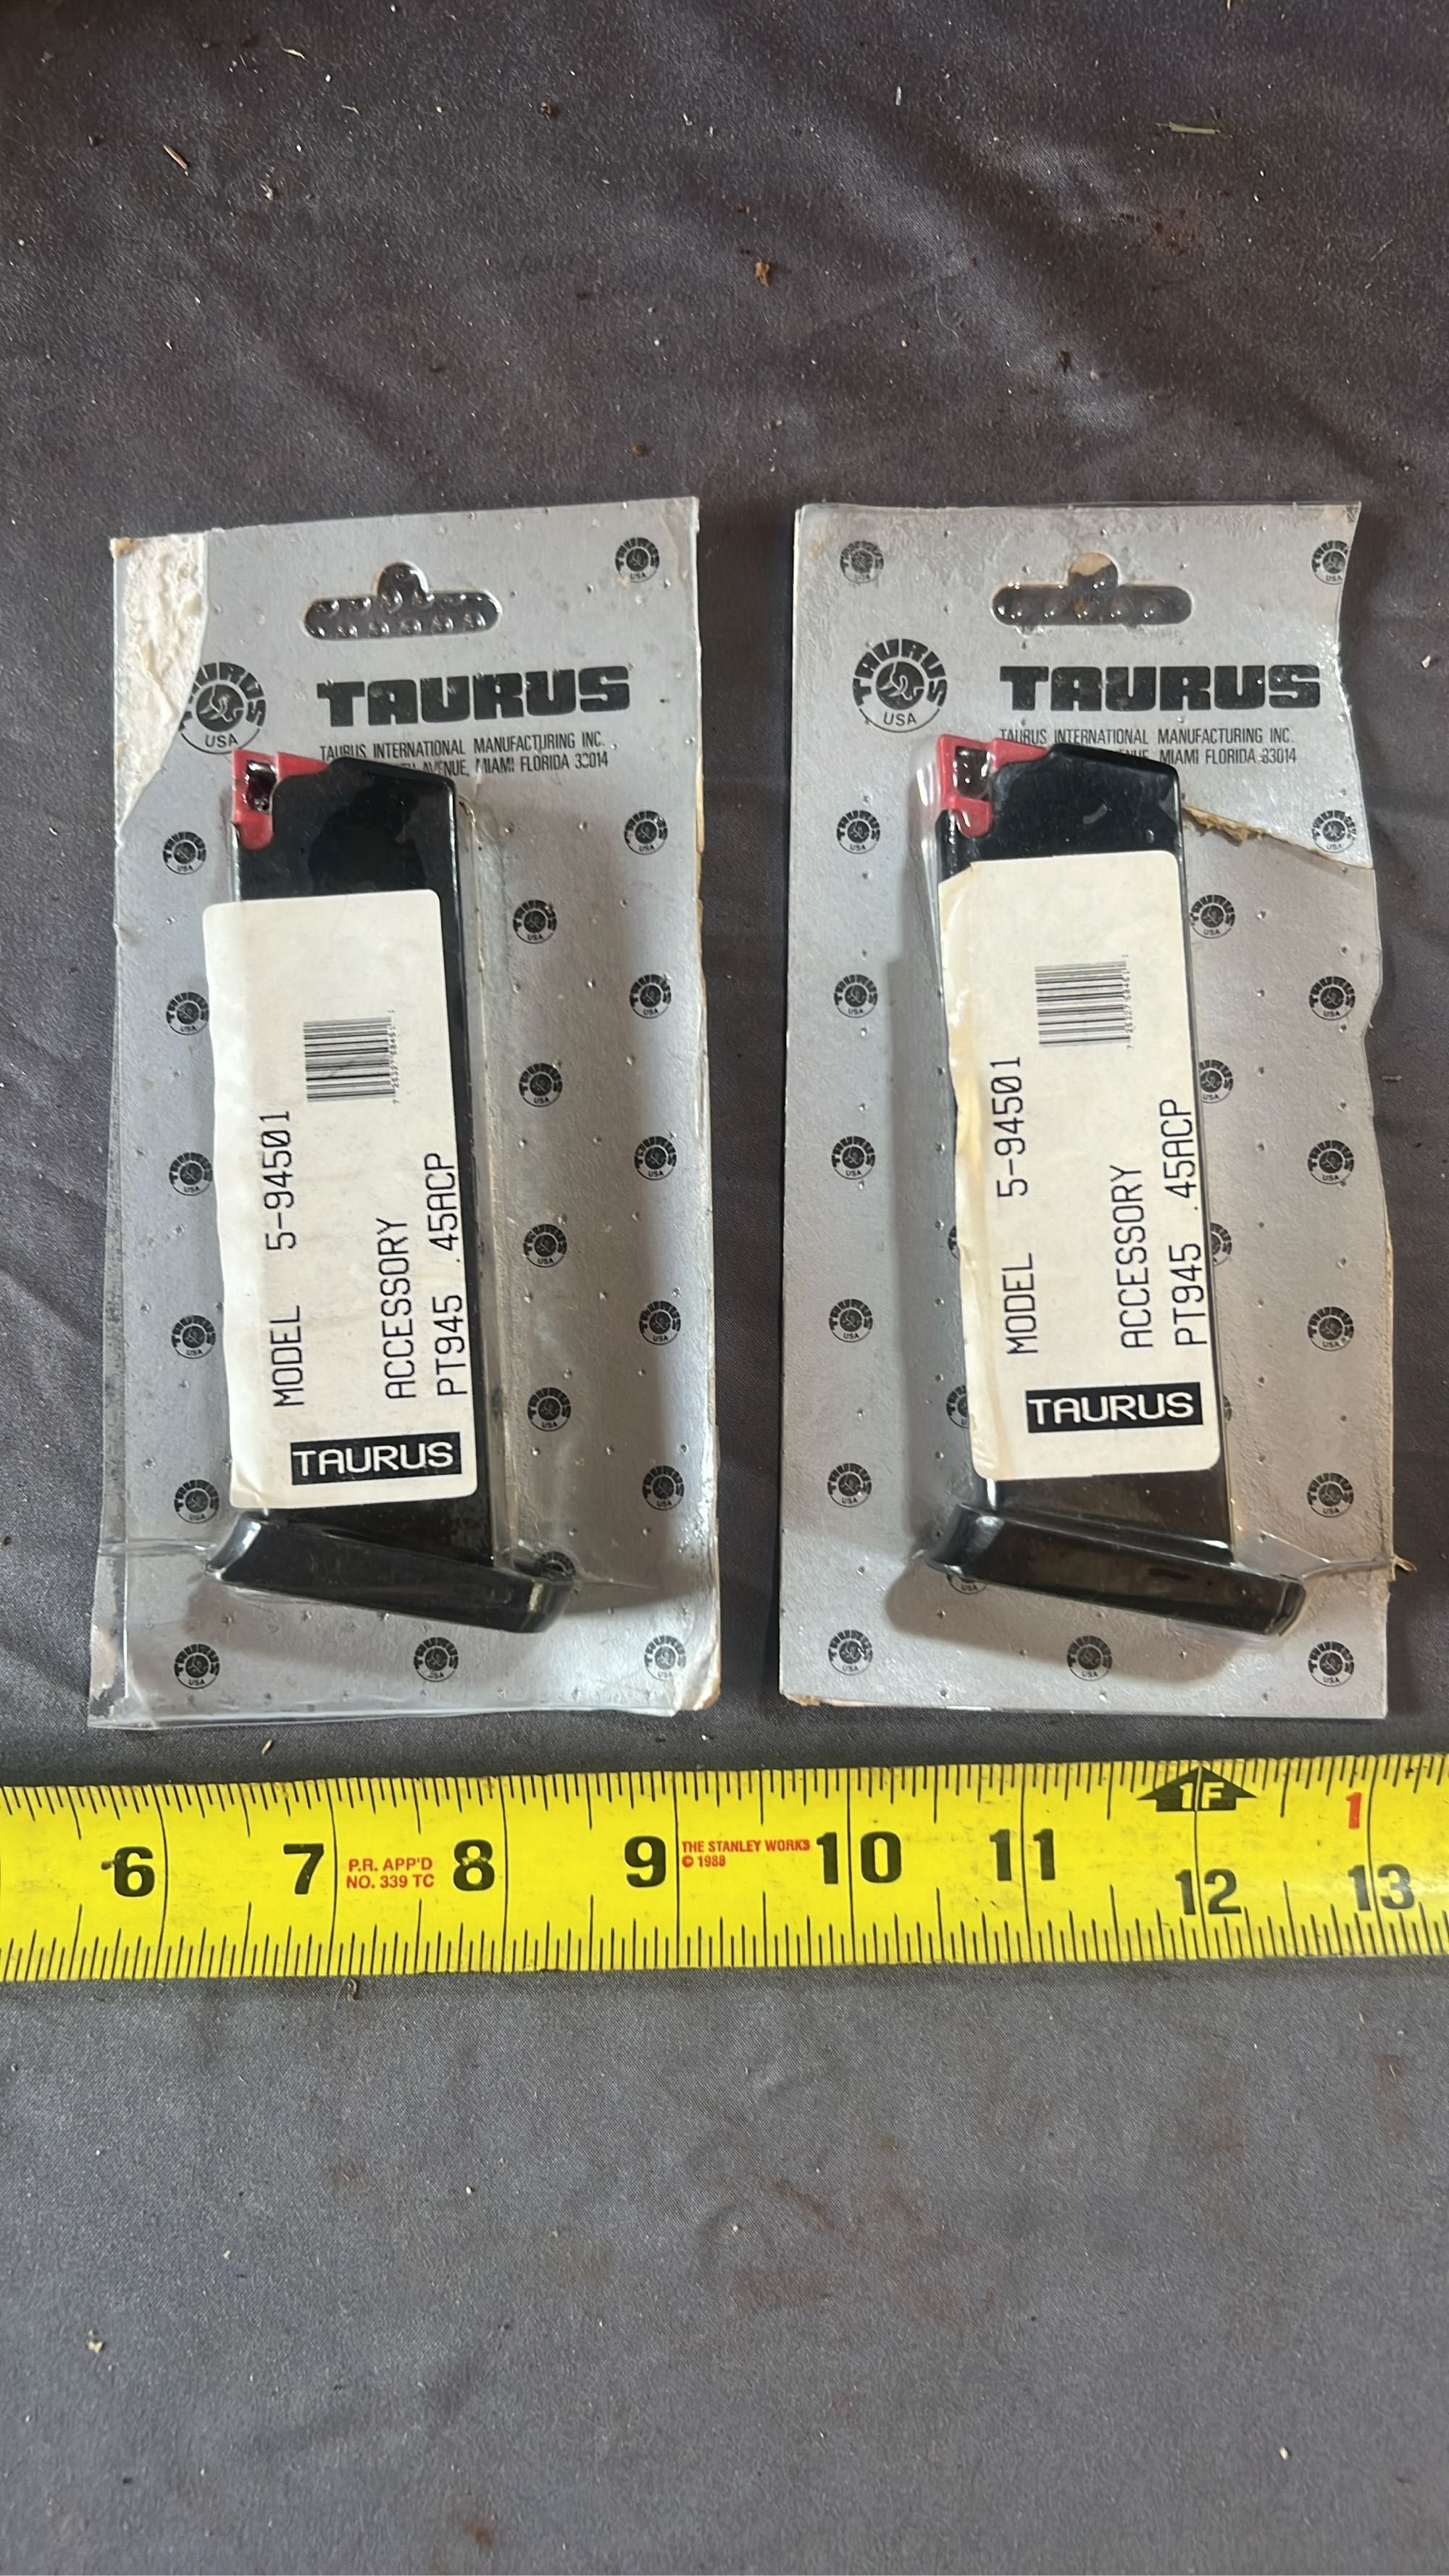 TAURUS
USA
TAURUS
TAURUS INTERNATIONAL MANUFACTURING INC.
AVENUE, MIAMI FLORIDA 33014
MODEL 5-94501
ACCESSORY
PT945 .45ACP
TAURUS
TAURUS
USA
TAURUS
TAURUS INTERNATIONAL MANUFACTURING INC.
MIAMI FLORIDA 33014
MODEL 5-94501
ACCESSORY
PT945 .45ACP
TAURUS
1F
1
6 7 8 9 10 11 12 13
P.R. APP'D
NO. 339 TC
THE STANLEY WORKS
© 1988